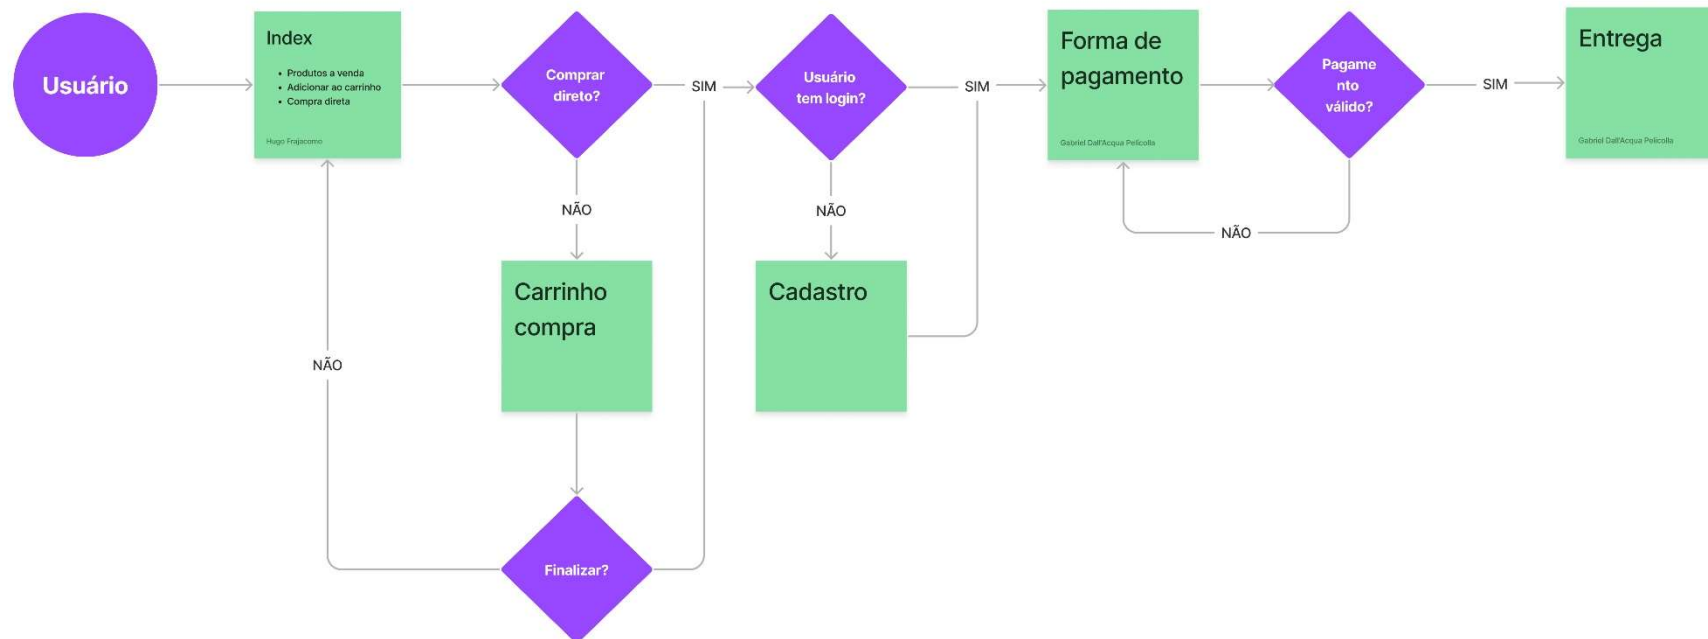 Usuário
Index
Produtos a venda
Adicionar ao carrinho
Compra direta
Hugo Frajacomo
Comprar
direto?
SIM
Usuário
tem login?
SIM
Forma de
pagamento
Gabriel Dall'Acqua Pelicolla
Pagame
nto
válido?
SIM
Entrega
Gabriel Dall'Acqua Pelicolla
NÃO
NÃO
NÃO
Carrinho
compra
Cadastro
NÃO
Finalizar?